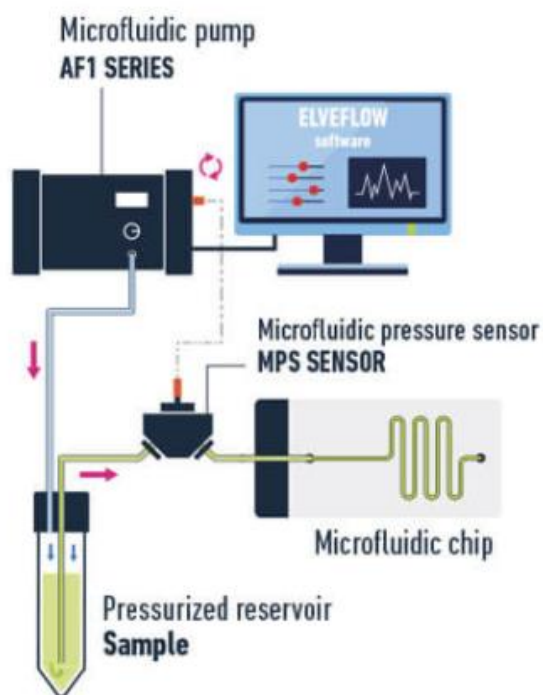 Microfluidic pump
AF1 SERIES
ELVEFLOW
software
Microfluidic pressure sensor
MPS SENSOR
Microfluidic chip
Pressurized reservoir
Sample